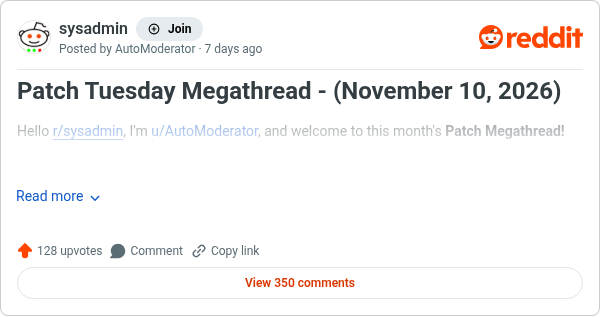 sysadmin
Join
reddit
Posted by AutoModerator · 7 days ago
Patch Tuesday Megathread - (November 10, 2026)
Hello r/sysadmin, I'm u/AutoModerator, and welcome to this month's Patch Megathread!
Read more
128 upvotes Comment Copy link
View 350 comments